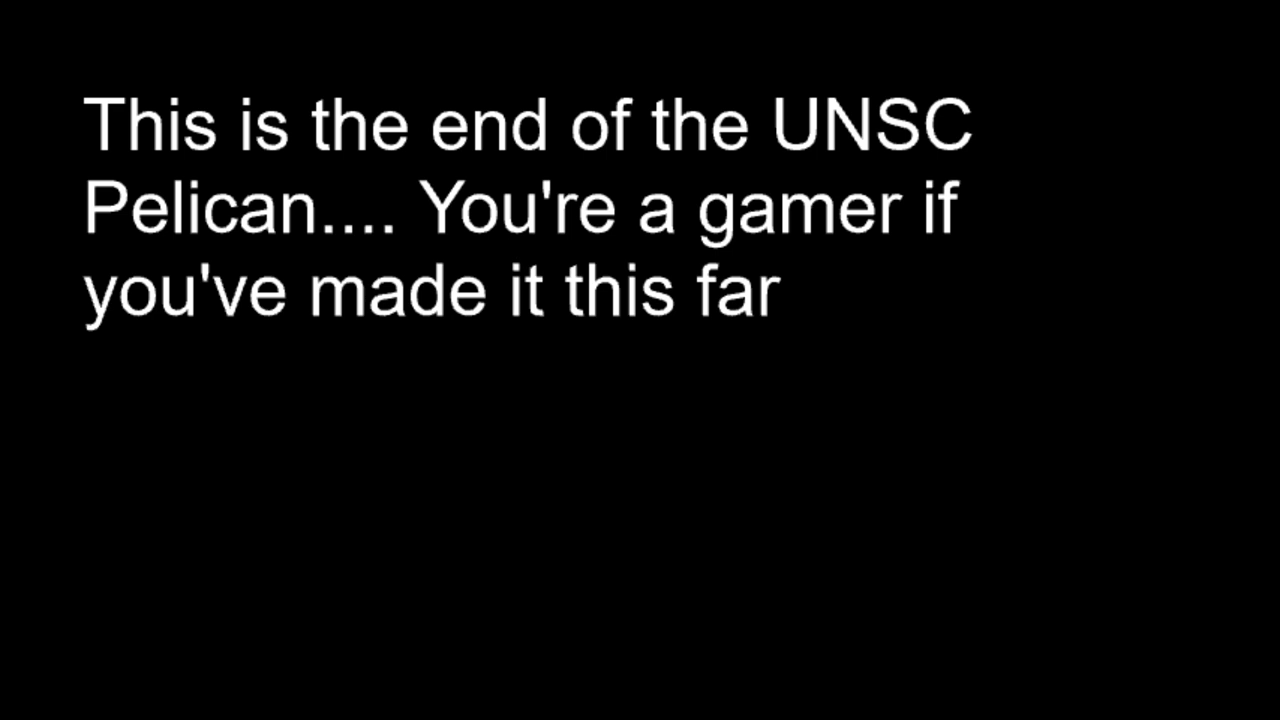 This is the end of the UNSC
Pelican.... You're a gamer if
you've made it this far